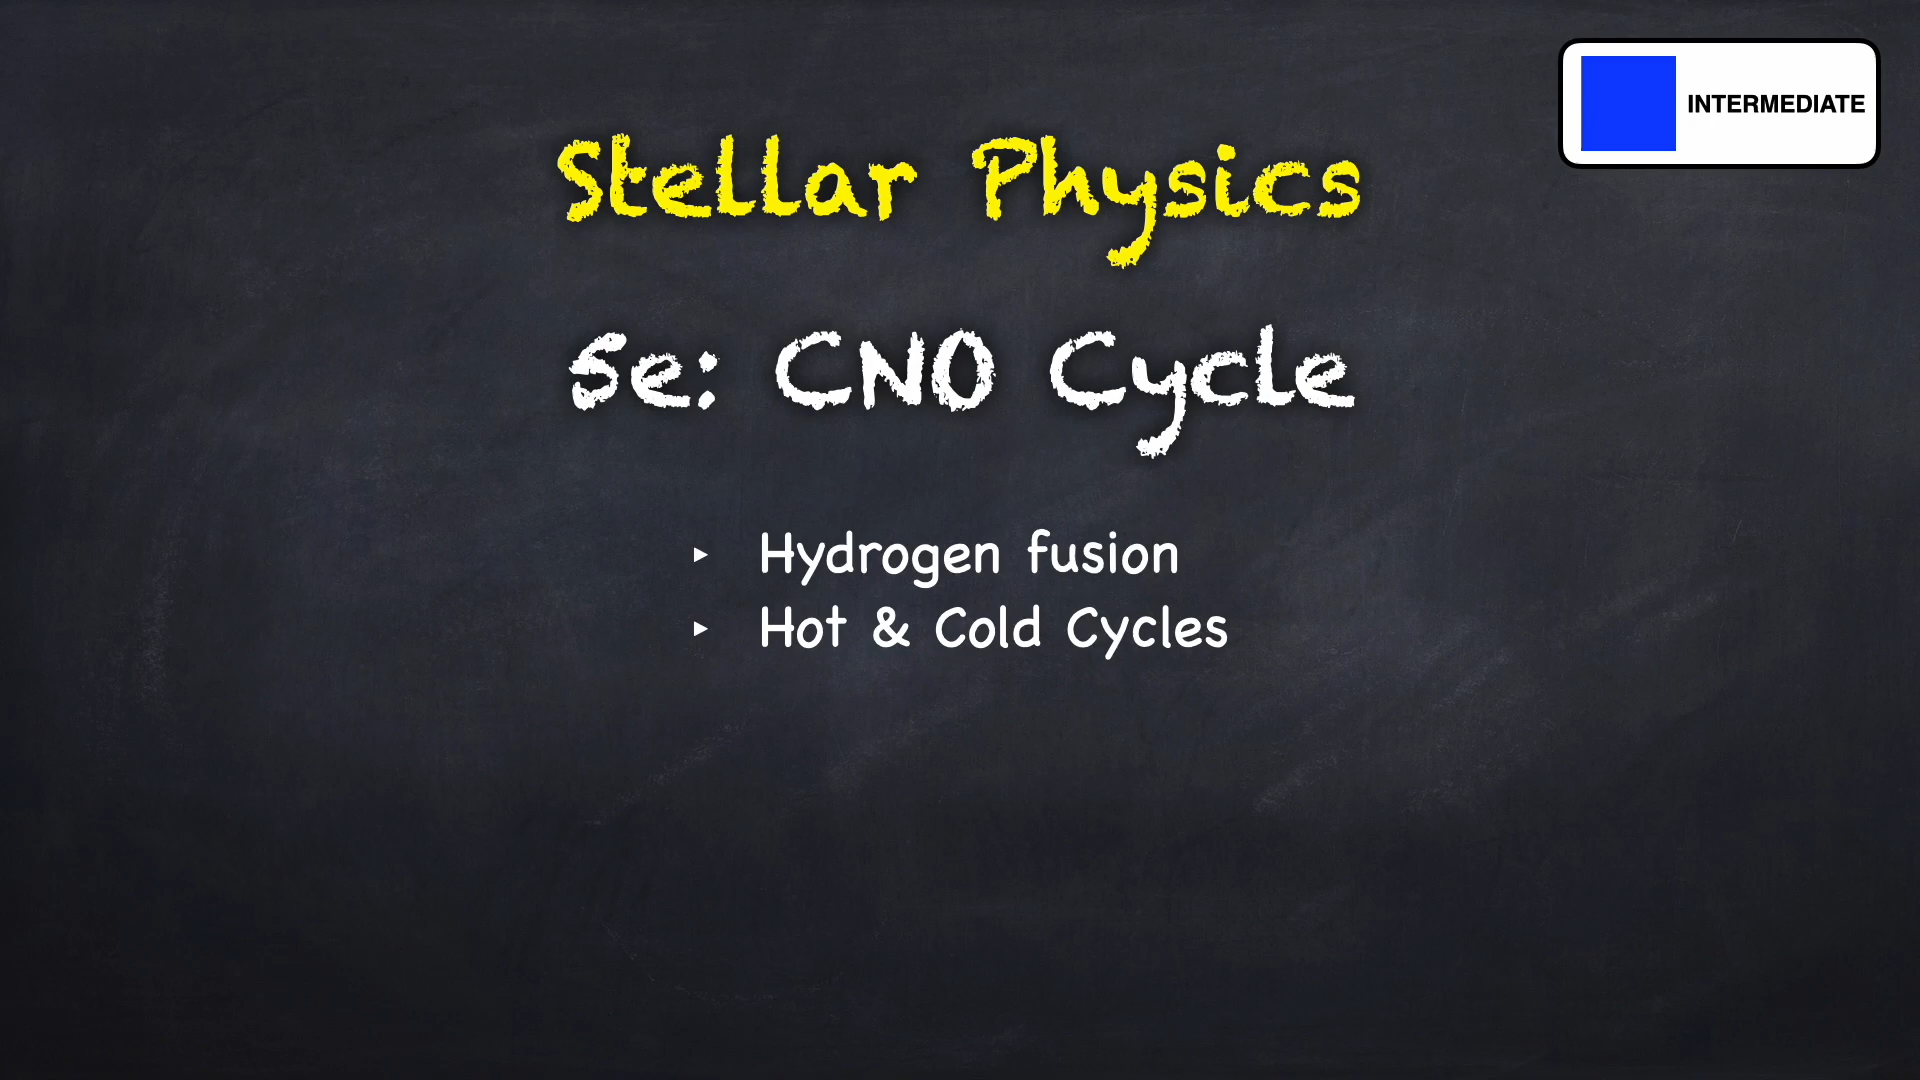 Stellar Physics
INTERMEDIATE
5e: CNO Cycle
▸ Hydrogen fusion
▸ Hot & Cold Cycles